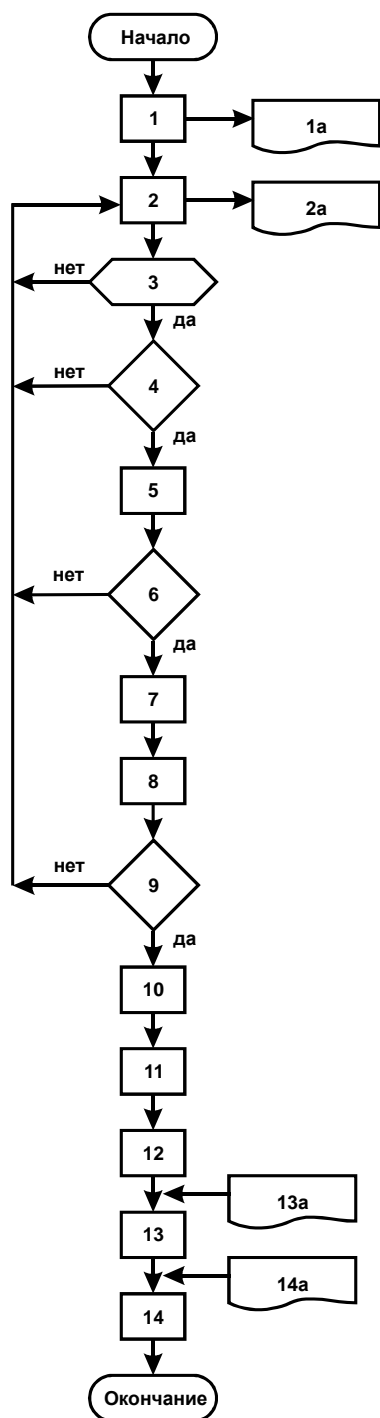 Начало
1
1а
2
2а
нет
3
да
нет
4
да
5
нет
6
да
7
8
нет
9
да
10
11
12
13а
13
14а
14
Окончание